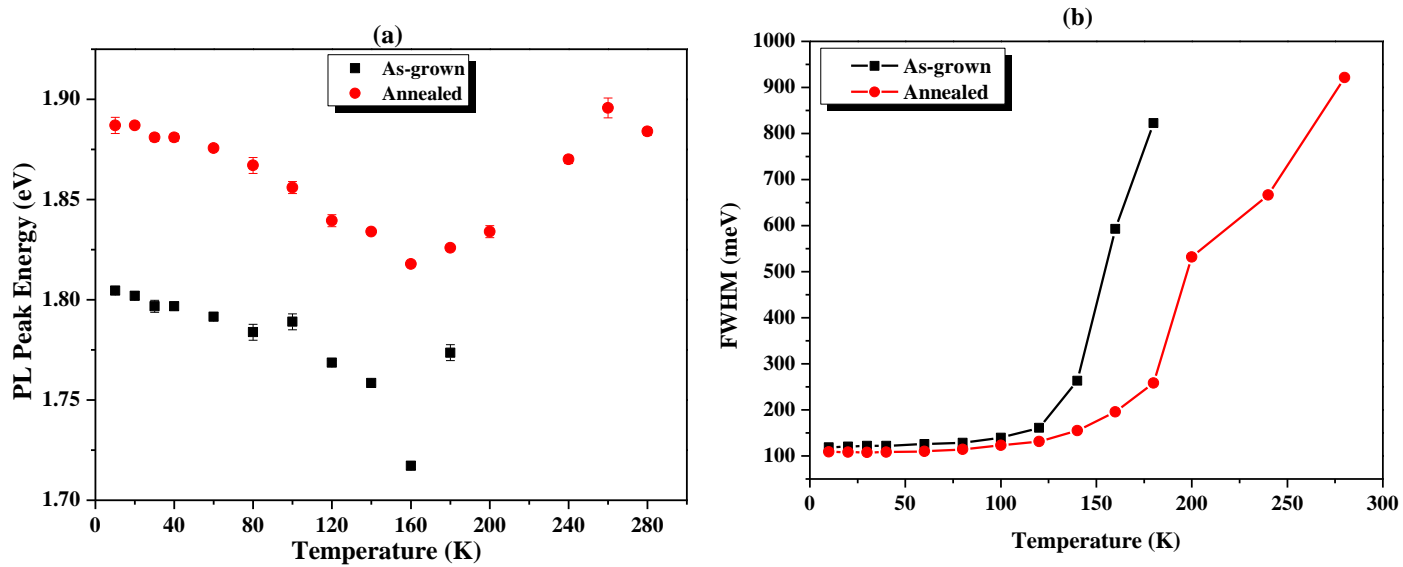 (a)
As-grown
Annealed
PL Peak Energy (eV)
1.90
1.85
1.80
1.75
1.70
0 40 80 120 160 200 240 280
Temperature (K)
(b)
As-grown
Annealed
FWHM (meV)
1000
900
800
700
600
500
400
300
200
100
0 50 100 150 200 250 300
Temperature (K)